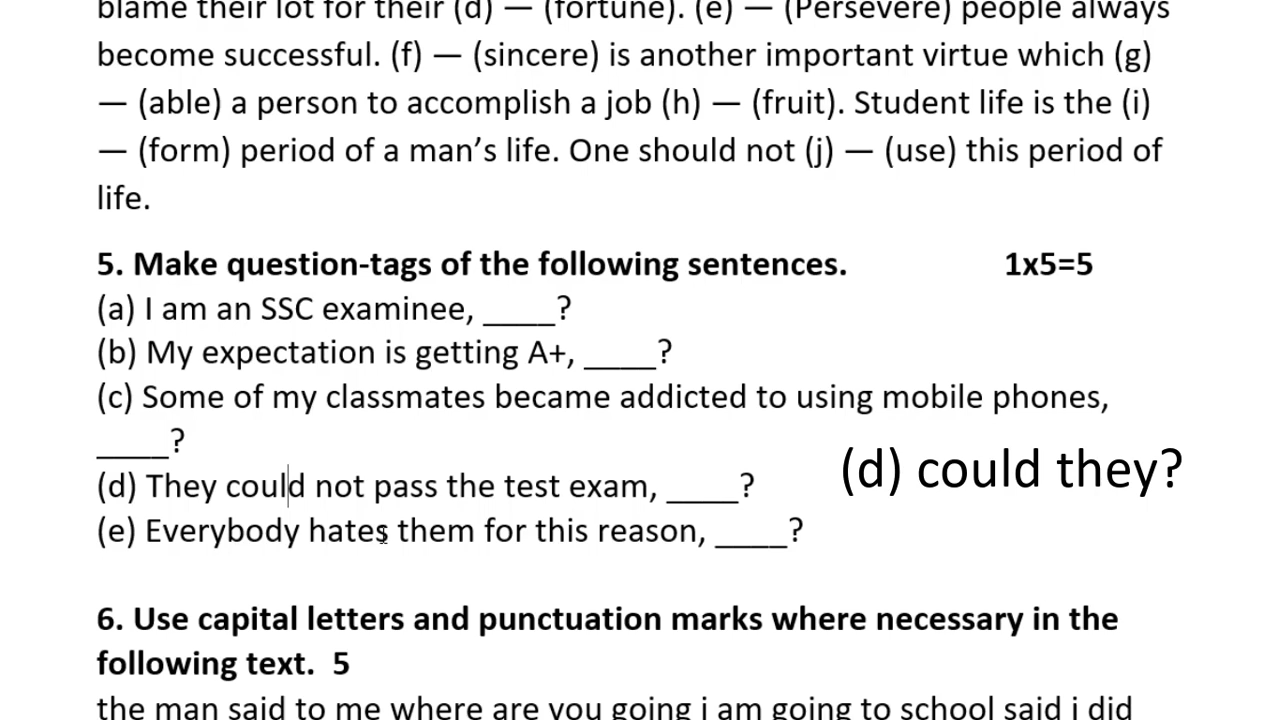 blame their lot for their (d) — (fortune). (e) — (Persevere) people always
become successful. (f) — (sincere) is another important virtue which (g)
— (able) a person to accomplish a job (h) — (fruit). Student life is the (i)
— (form) period of a man’s life. One should not (j) — (use) this period of
life.
5. Make question-tags of the following sentences. 1x5=5
(a) I am an SSC examinee, ____?
(b) My expectation is getting A+, ____?
(c) Some of my classmates became addicted to using mobile phones,
____?
(d) They could not pass the test exam, ____?
(d) could they?
(e) Everybody hates them for this reason, ____?
6. Use capital letters and punctuation marks where necessary in the
following text. 5
the man said to me where are you going i am going to school said i did